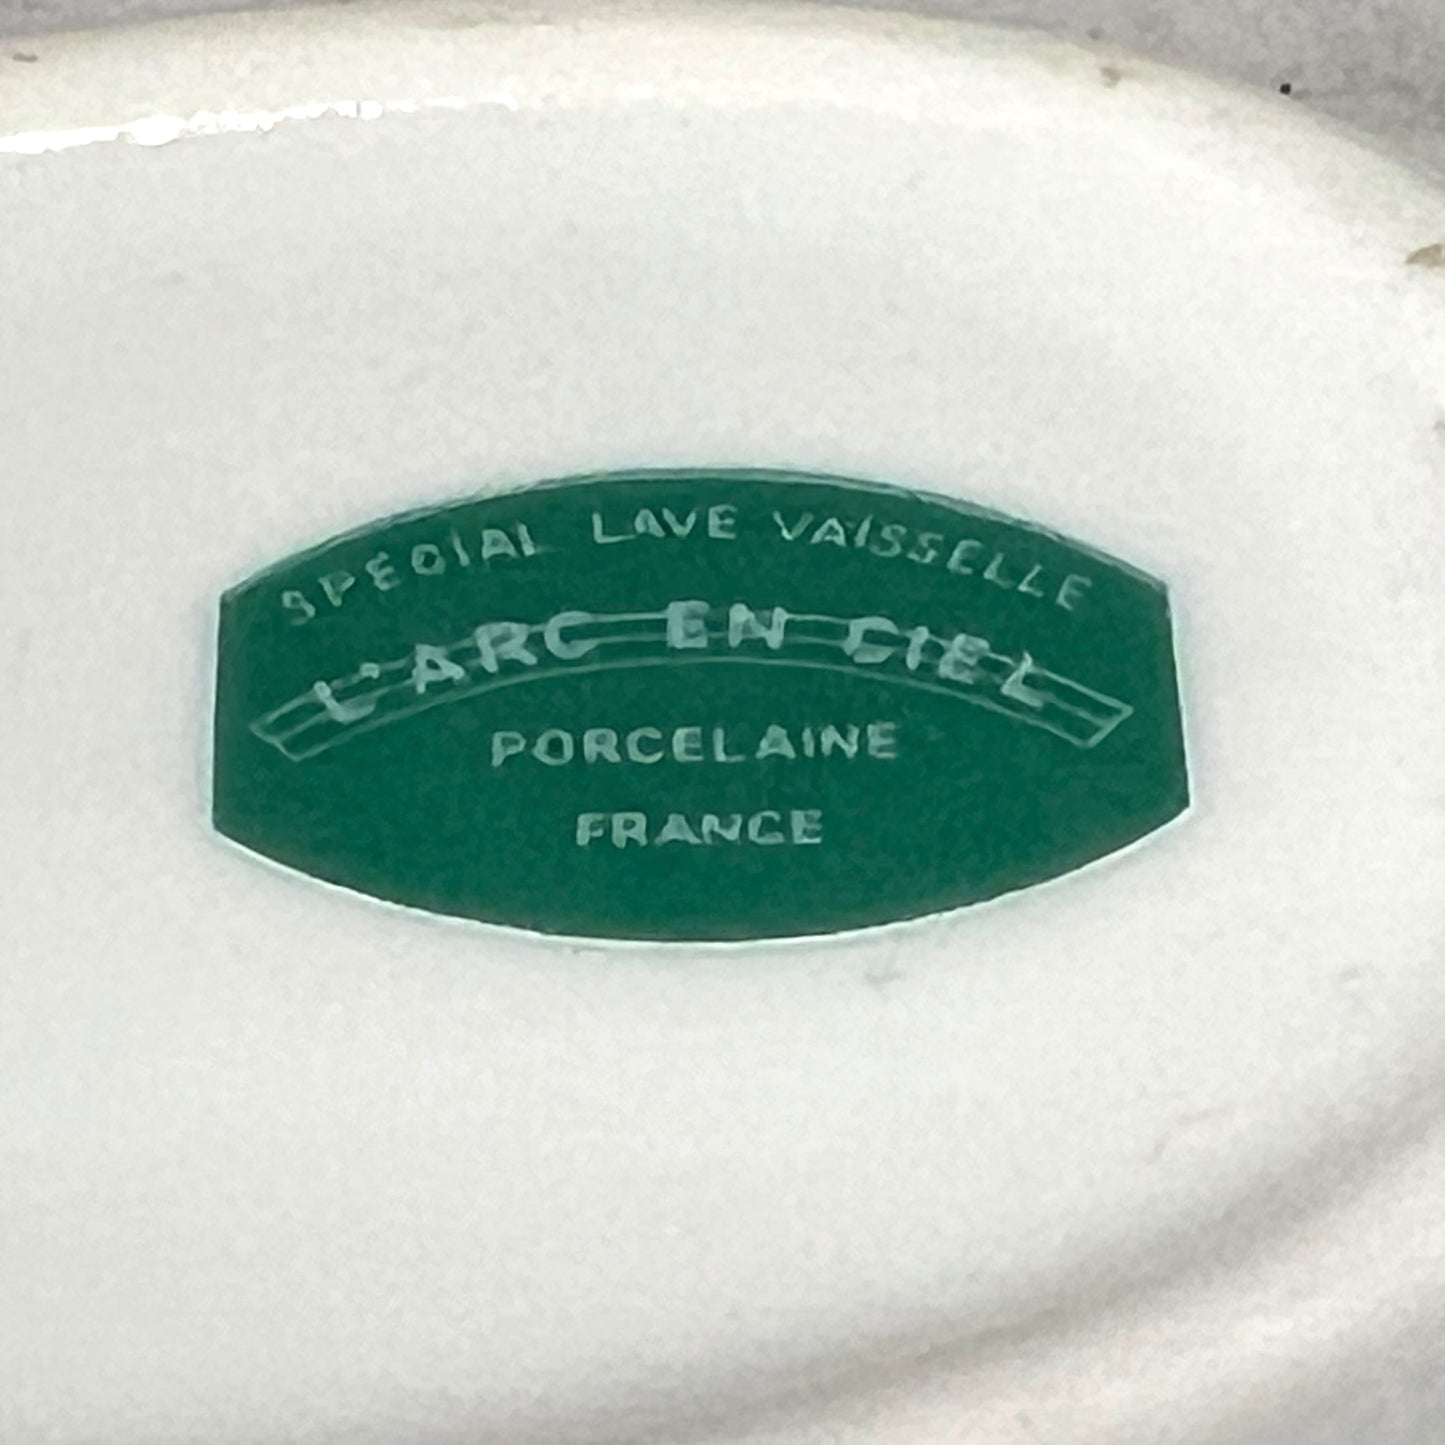 SPECIAL LAVE VAISSELLE
L'ARC EN CIEL
PORCELAINE
FRANCE